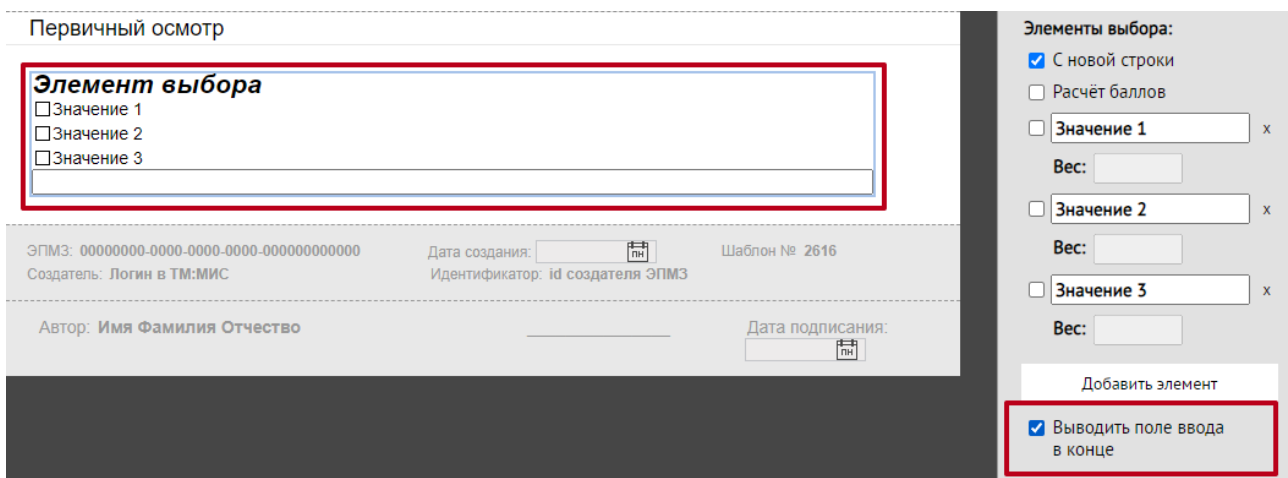 Первичный осмотр
Элемент выбора
Значение 1
Значение 2
Значение 3
ЭПМЗ: 00000000-0000-0000-0000-000000000000 Дата создания: ПН Шаблон № 2616
Создатель: Логин в ТМ:МИС Идентификатор: id создателя ЭПМЗ
Автор: Имя Фамилия Отчество Дата подписания:
ПН
Элементы выбора:
С новой строки
Расчёт баллов
Значение 1 x
Вес:
Значение 2 x
Вес:
Значение 3 x
Вес:
Добавить элемент
Выводить поле ввода
в конце